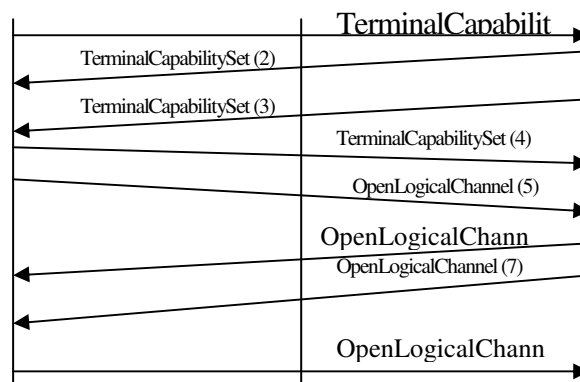 TerminalCapabilit
TerminalCapabilitySet (2)
TerminalCapabilitySet (3)
TerminalCapabilitySet (4)
OpenLogicalChannel (5)
OpenLogicalChann
OpenLogicalChannel (7)
OpenLogicalChann